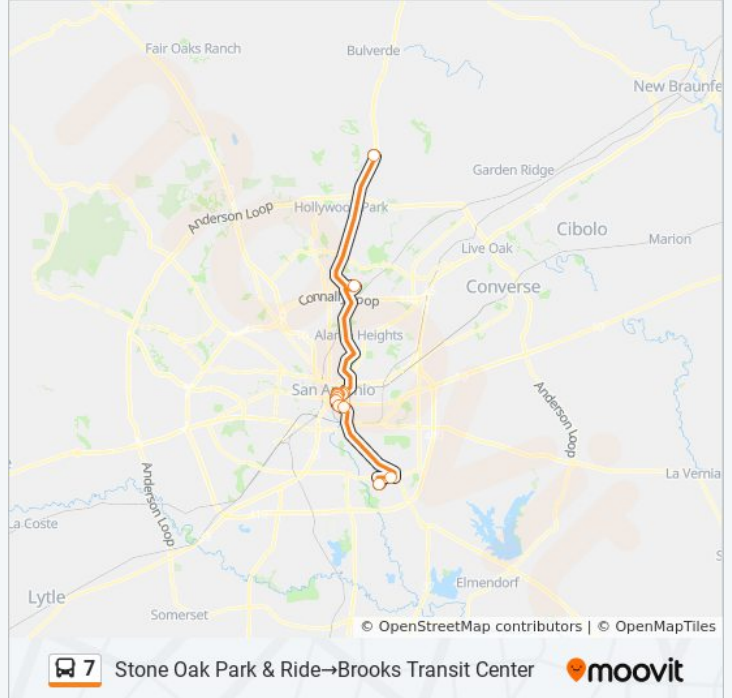 Fair Oaks Ranch
Bulverde
New Braunfe
Garden Ridge
Hollywood Park
Anderson Loop
Cibolo
Live Oak
Marion
Converse
Connally Loop
Alamo Heights
San Antonio
Anderson Loop
Anderson Loop
La Vernia
La Coste
Elmendorf
Lytle
Somerset
© OpenStreetMap contributors | © OpenMapTiles
7 Stone Oak Park & Ride→Brooks Transit Center
moovit